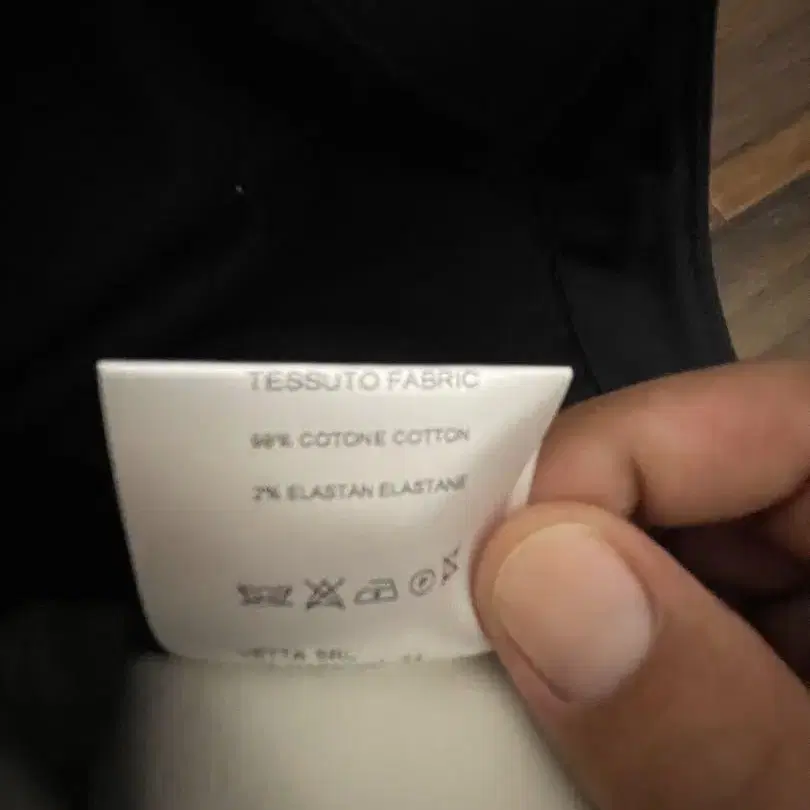 TESSUTO FABRIC
98% COTONE COTTON
2% ELASTAN ELASTANE
P